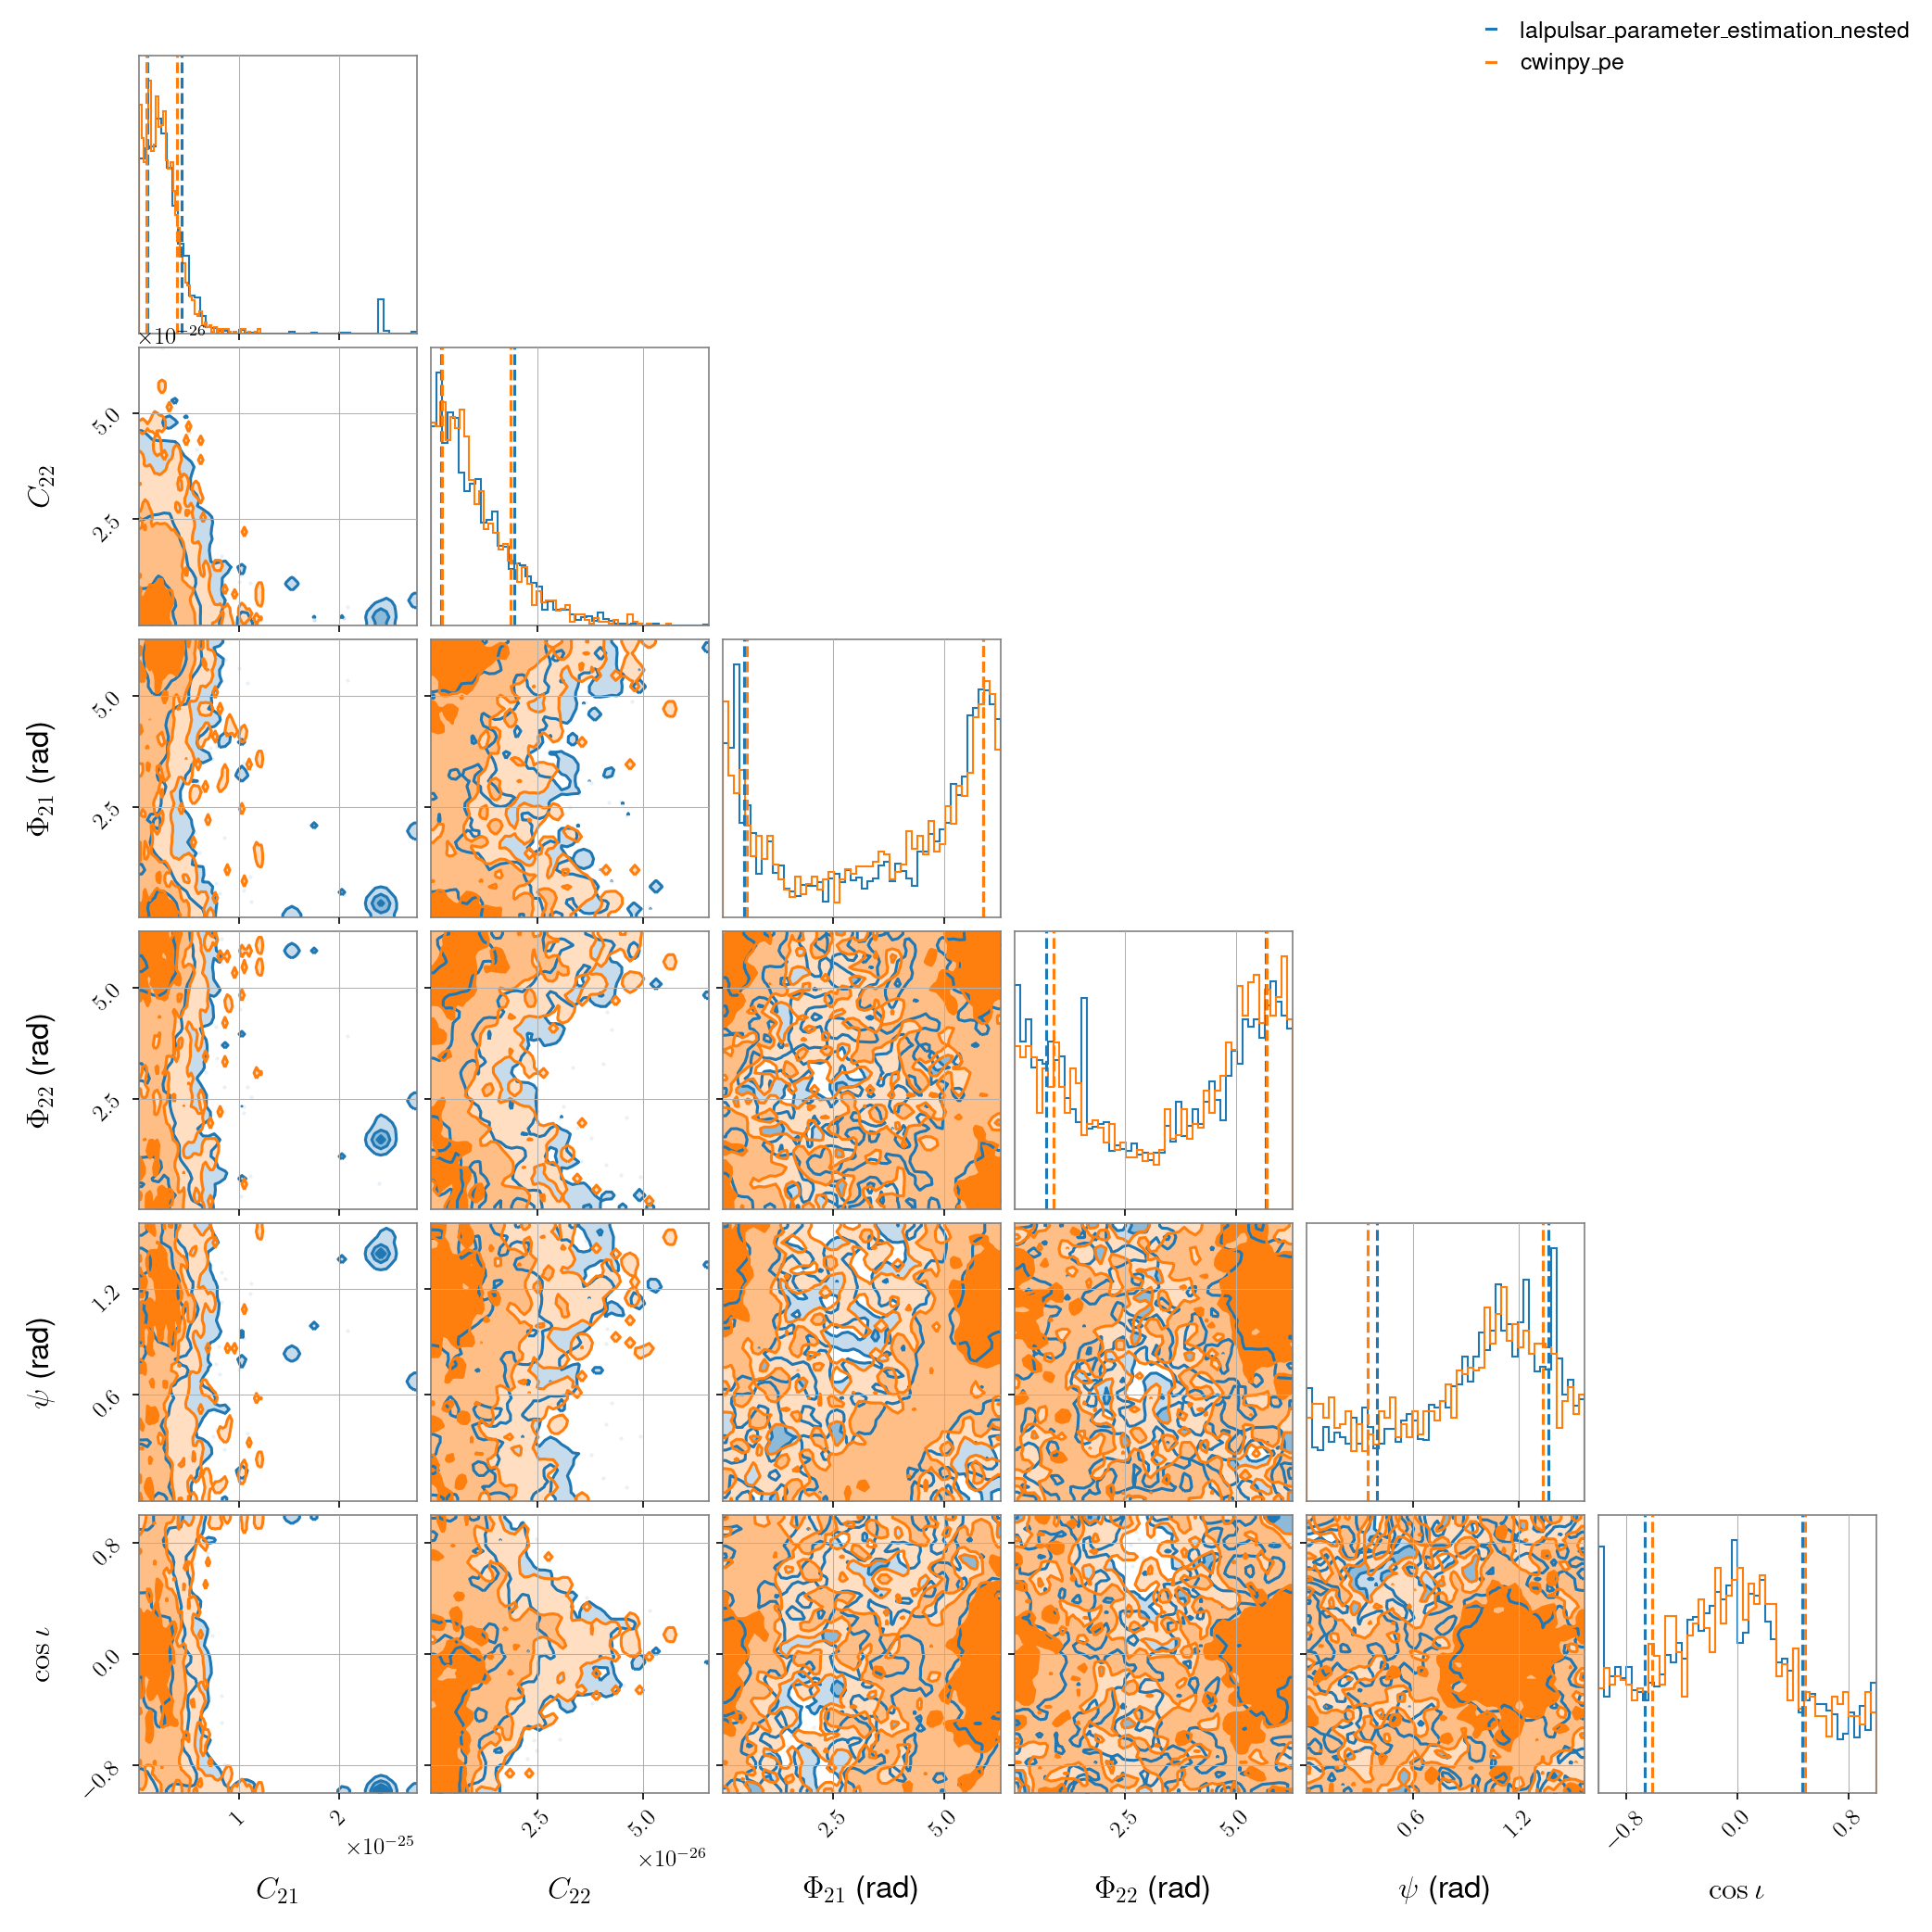 lalpulsar_parameter_estimation_nested
cwinpy_pe
×10⁻²⁶
C₂₂
5.0
2.5
Φ₂₁ (rad)
5.0
2.5
Φ₂₂ (rad)
5.0
2.5
ψ (rad)
1.2
0.6
cos ι
0.8
0.0
−0.8
1 2 2.5 5.0 2.5 5.0 2.5 5.0 0.6 1.2 −0.8 0.0 0.8
×10⁻²⁵ ×10⁻²⁶
C₂₁ C₂₂ Φ₂₁ (rad) Φ₂₂ (rad) ψ (rad) cos ι